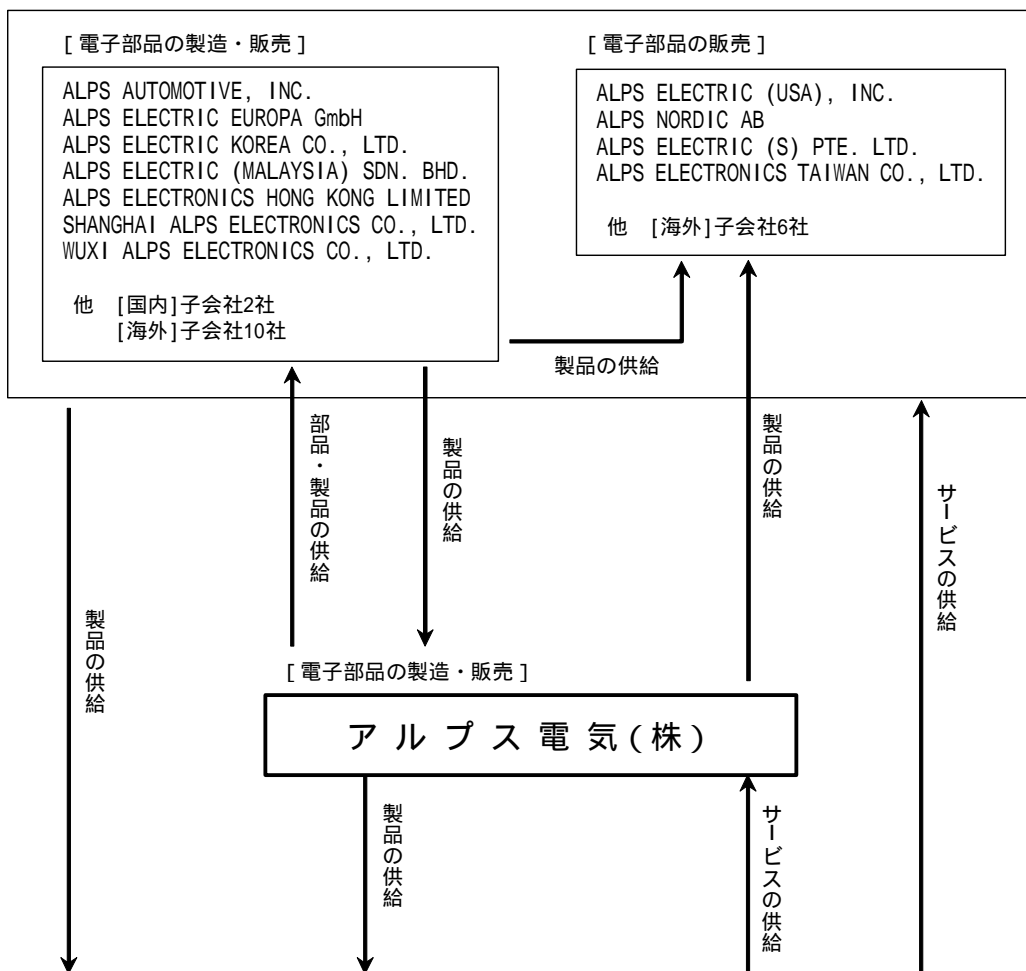 [ 電子部品の製造・販売 ]
ALPS AUTOMOTIVE, INC.
ALPS ELECTRIC EUROPA GmbH
ALPS ELECTRIC KOREA CO., LTD.
ALPS ELECTRIC (MALAYSIA) SDN. BHD.
ALPS ELECTRONICS HONG KONG LIMITED
SHANGHAI ALPS ELECTRONICS CO., LTD.
WUXI ALPS ELECTRONICS CO., LTD.
他 [国内]子会社2社
[海外]子会社10社
[ 電子部品の販売 ]
ALPS ELECTRIC (USA), INC.
ALPS NORDIC AB
ALPS ELECTRIC (S) PTE. LTD.
ALPS ELECTRONICS TAIWAN CO., LTD.
他 [海外]子会社6社
製品の供給
製品の供給
部品・製品の供給
製品の供給
製品の供給
サービスの供給
[ 電子部品の製造・販売 ]
アルプス電気(株)
製品の供給
サービスの供給